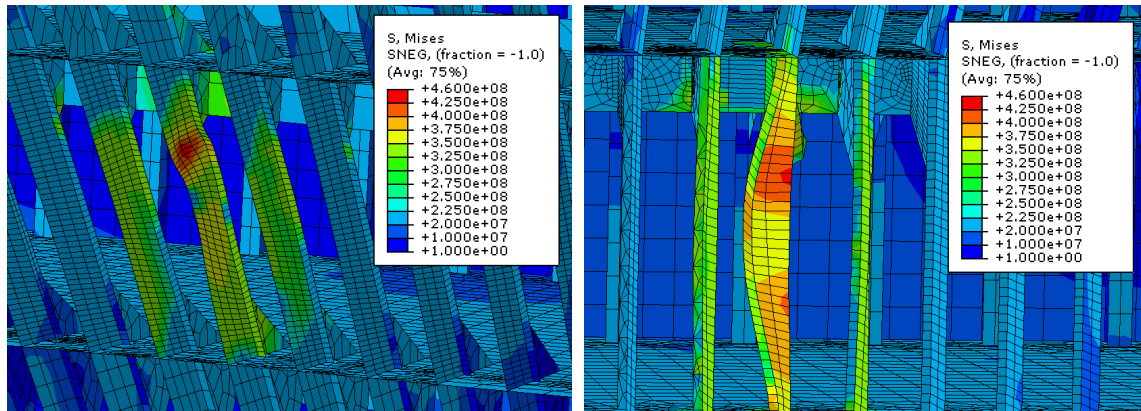 S, Mises
SNEG, (fraction = -1.0)
(Avg: 75%)
+4.600e+08
+4.250e+08
+4.000e+08
+3.750e+08
+3.500e+08
+3.250e+08
+3.000e+08
+2.750e+08
+2.500e+08
+2.250e+08
+2.000e+07
+1.000e+07
+1.000e+00
S, Mises
SNEG, (fraction = -1.0)
(Avg: 75%)
+4.600e+08
+4.250e+08
+4.000e+08
+3.750e+08
+3.500e+08
+3.250e+08
+3.000e+08
+2.750e+08
+2.500e+08
+2.250e+08
+2.000e+07
+1.000e+07
+1.000e+00